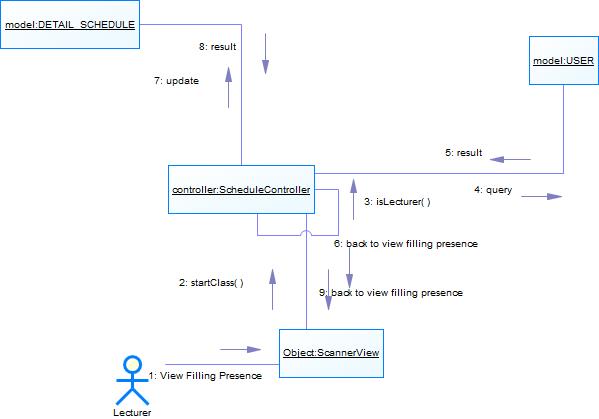 model:DETAIL_SCHEDULE
8: result
model:USER
7: update
5: result
controller:ScheduleController
4: query
3: isLecturer( )
6: back to view filling presence
2: startClass( )
9: back to view filling presence
Object:ScannerView
1: View Filling Presence
Lecturer